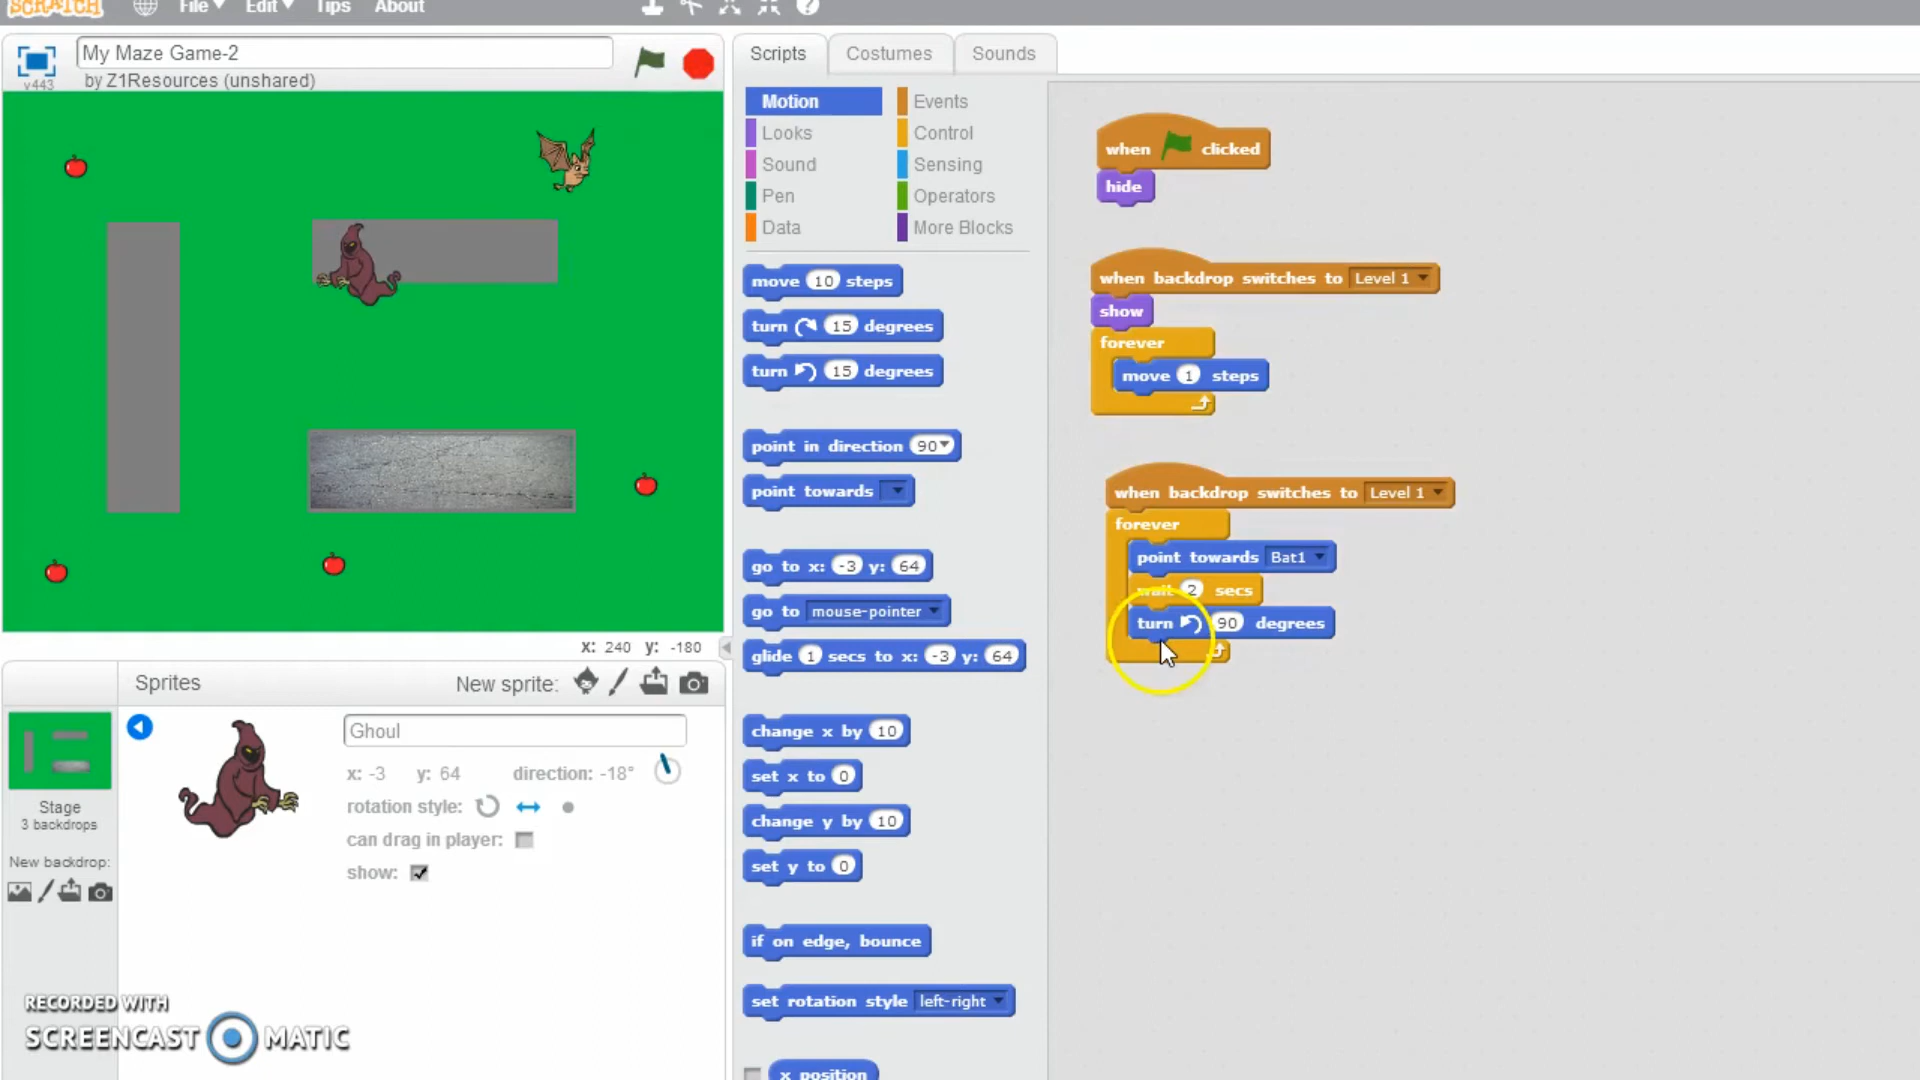 SCRATCH File Edit Tips About
My Maze Game-2
v443
by Z1Resources (unshared)
x: 240 y: -180
Sprites
New sprite:
Stage
3 backdrops
New backdrop:
Ghoul
x: -3 y: 64 direction: -18°
rotation style:
can drag in player:
show:
RECORDED WITH
SCREENCAST MATIC
Scripts Costumes Sounds
Motion Events
Looks Control
Sound Sensing
Pen Operators
Data More Blocks
move 10 steps
turn 15 degrees
turn 15 degrees
point in direction 90
point towards
go to x: -3 y: 64
go to mouse-pointer
glide 1 secs to x: -3 y: 64
change x by 10
set x to 0
change y by 10
set y to 0
if on edge, bounce
set rotation style left-right
x position
when clicked
hide
when backdrop switches to Level 1
show
forever
move 1 steps
when backdrop switches to Level 1
forever
point towards Bat1
wait 2 secs
turn 90 degrees